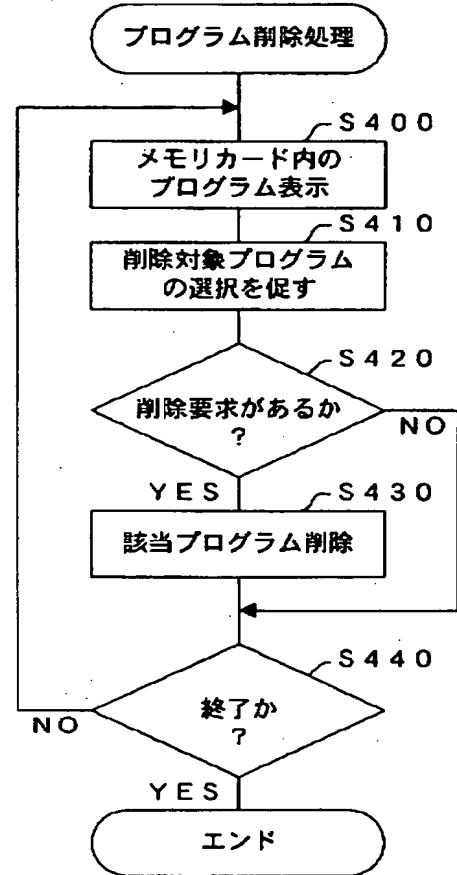 プログラム削除処理
S400
メモリカード内の
プログラム表示
S410
削除対象プログラム
の選択を促す
S420
削除要求があるか
?
NO
YES
S430
該当プログラム削除
S440
終了か
?
NO
YES
エンド